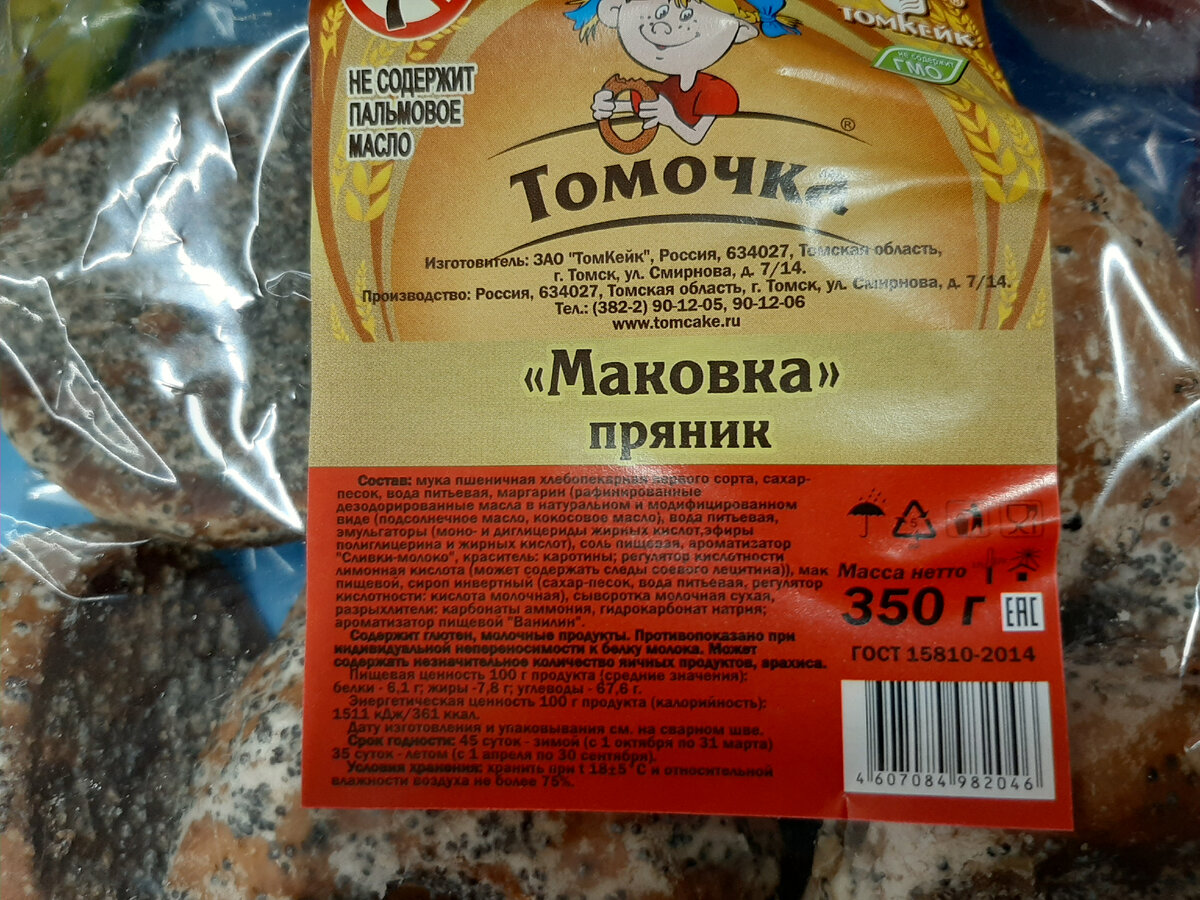 ТОМКЕЙК®
НЕ СОДЕРЖИТ
ГМО
НЕ СОДЕРЖИТ
ПАЛЬМОВОЕ
МАСЛО
®
Томочка
Изготовитель: ЗАО "ТомКейк", Россия, 634027, Томская область,
г. Томск, ул. Смирнова, д. 7/14.
Производство: Россия, 634027, Томская область, г. Томск, ул. Смирнова, д. 7/14.
Тел.: (382-2) 90-12-05, 90-12-06
www.tomcake.ru
«Маковка»
пряник
Состав: мука пшеничная хлебопекарная первого сорта, сахар-
песок, вода питьевая, маргарин (рафинированные
дезодорированные масла в натуральном и модифицированном
виде (подсолнечное масло, кокосовое масло), вода питьевая,
эмульгаторы (моно- и диглицериды жирных кислот,эфиры
полиглицерина и жирных кислот), соль пищевая, ароматизатор
"Сливки-молоко", краситель: каротины; регулятор кислотности
лимонная кислота (может содержать следы соевого лецитина)), мак
пищевой, сироп инвертный (сахар-песок, вода питьевая, регулятор
кислотности: кислота молочная), сыворотка молочная сухая,
разрыхлители: карбонаты аммония, гидрокарбонат натрия;
ароматизатор пищевой "Ванилин".
Содержит глютен, молочные продукты. Противопоказано при
индивидуальной непереносимости к белку молока. Может
содержать незначительное количество яичных продуктов, арахиса.
Пищевая ценность 100 г продукта (средние значения):
белки - 6,1 г; жиры -7,8 г; углеводы - 67,6 г.
Энергетическая ценность 100 г продукта (калорийность):
1511 кДж/361 ккал.
Дату изготовления и упаковывания см. на сварном шве.
Срок годности: 45 суток - зимой (с 1 октября по 31 марта)
35 суток - летом (с 1 апреля по 30 сентября).
Условия хранения: хранить при t 18±5°С и относительной
влажности воздуха не более 75%.
5
Масса нетто
350 г
EAC
ГОСТ 15810-2014
4 607084 982046